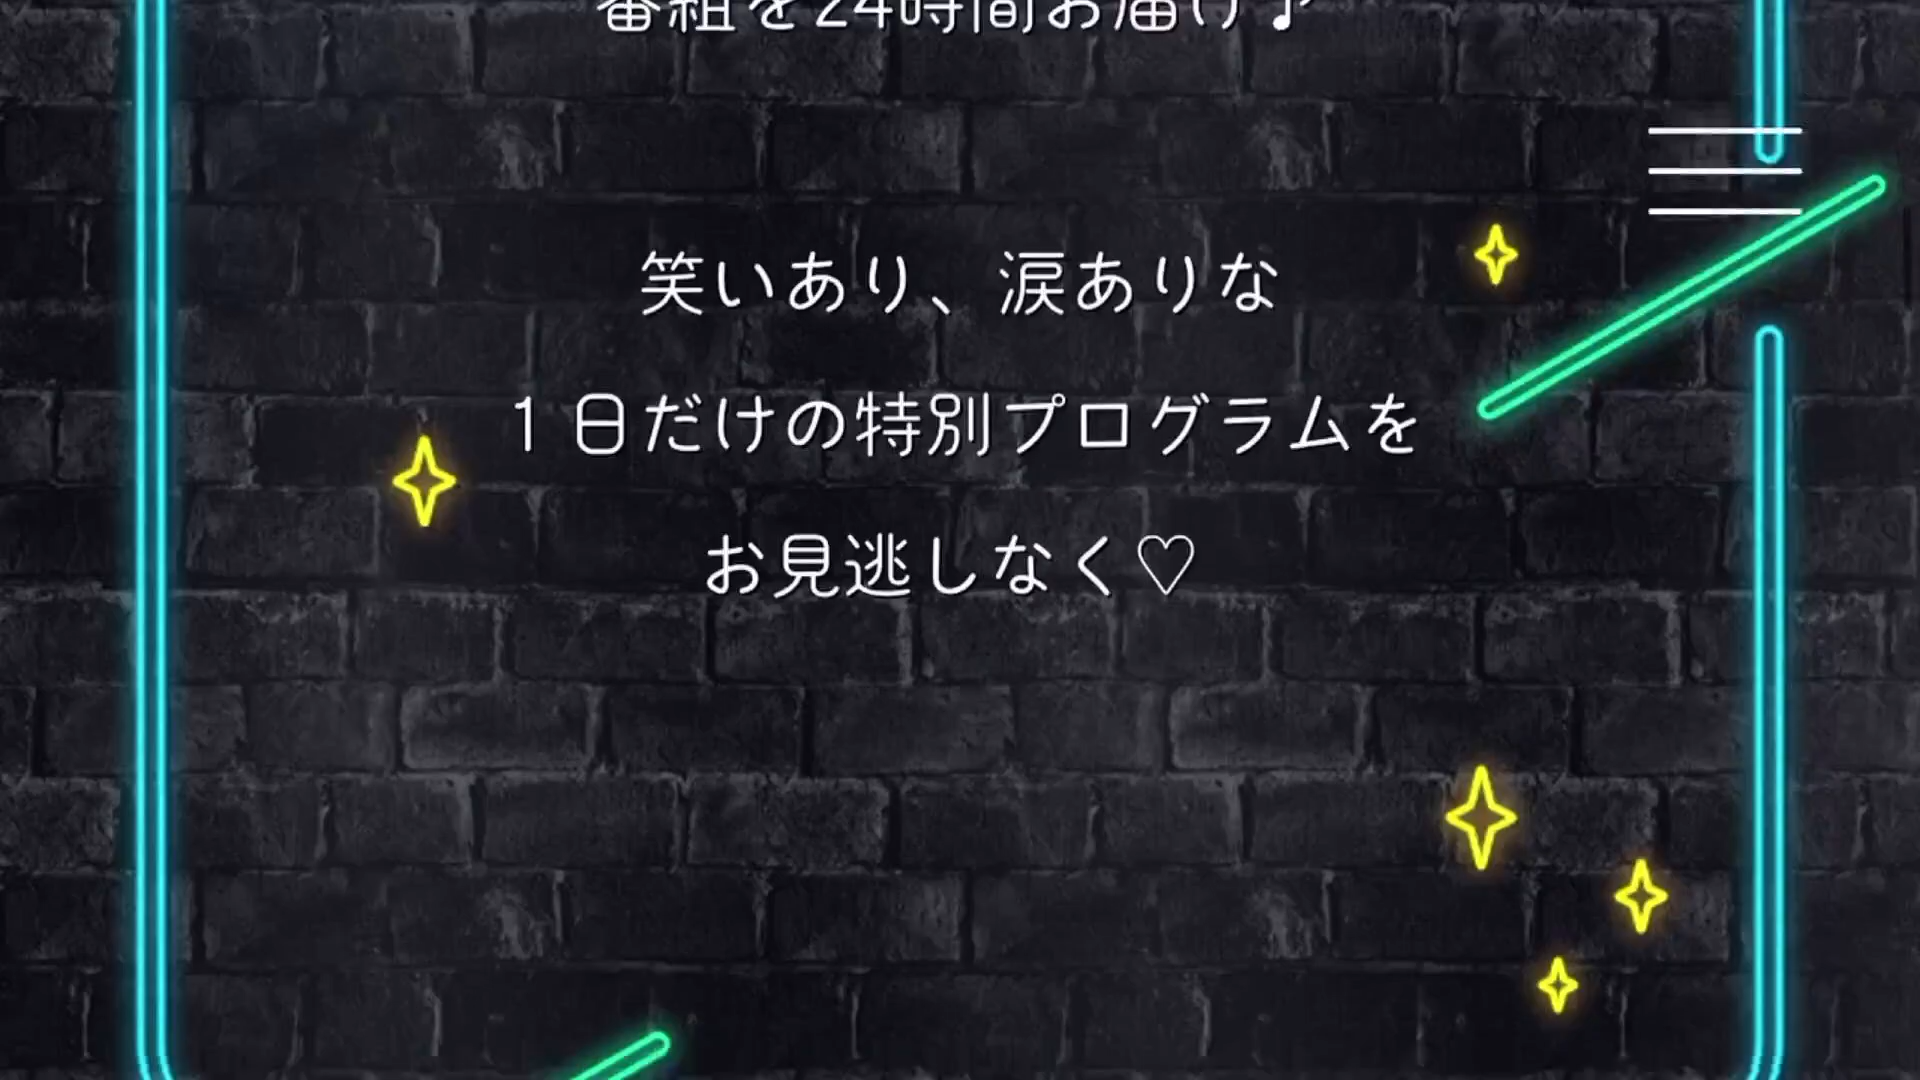 番組を24時間お届け♪
笑いあり、涙ありな
1日だけの特別プログラムを
お見逃しなく♡